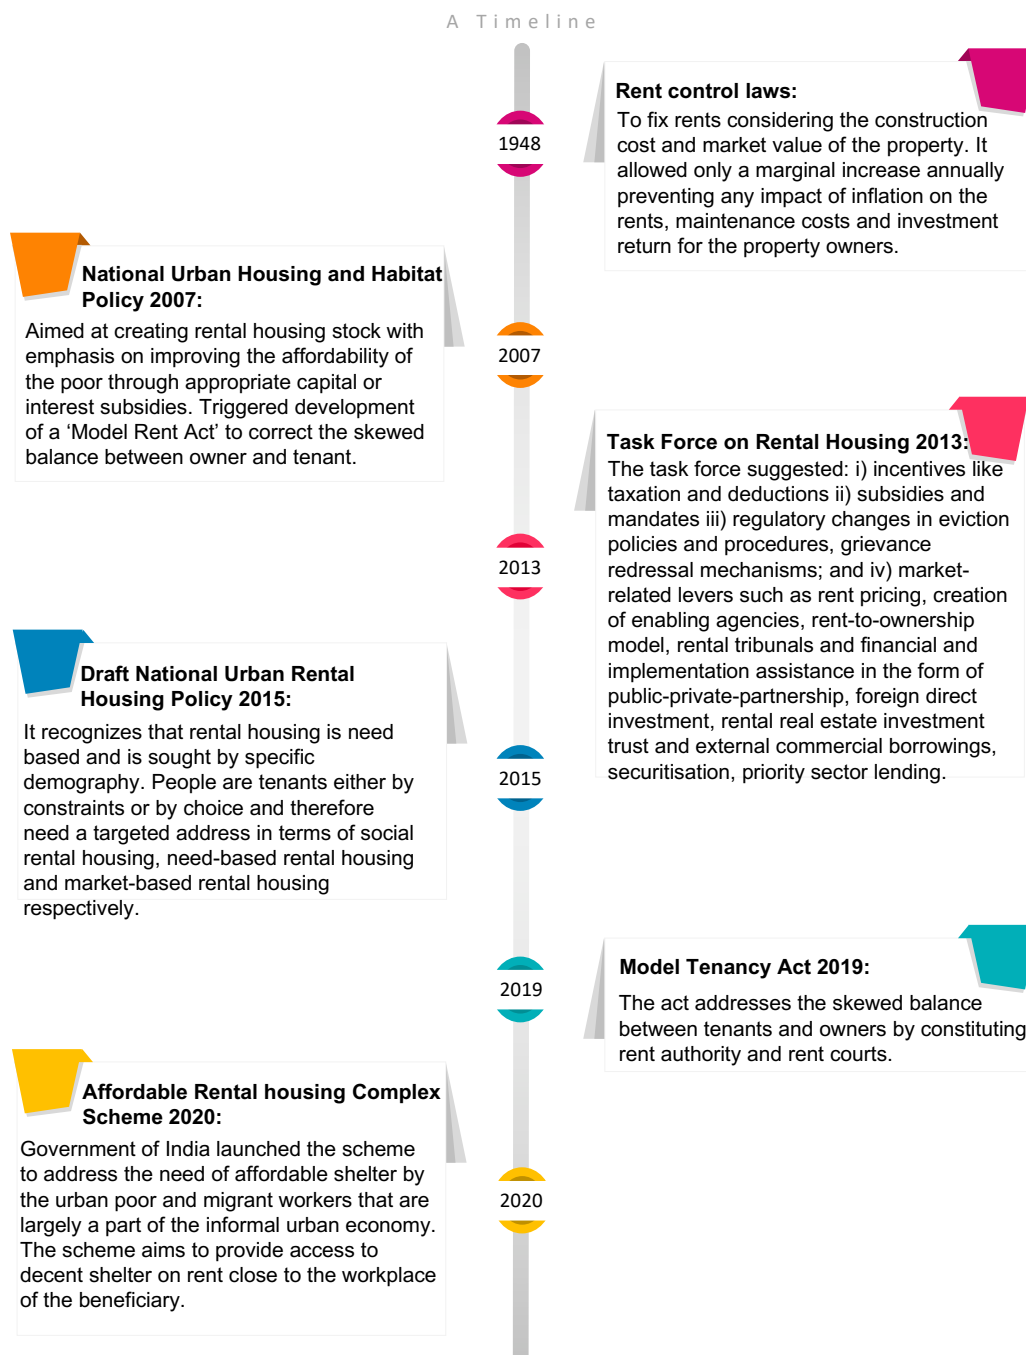 A Timeline
1948
Rent control laws:
To fix rents considering the construction
cost and market value of the property. It
allowed only a marginal increase annually
preventing any impact of inflation on the
rents, maintenance costs and investment
return for the property owners.
National Urban Housing and Habitat
Policy 2007:
Aimed at creating rental housing stock with
emphasis on improving the affordability of
the poor through appropriate capital or
interest subsidies. Triggered development
of a ‘Model Rent Act’ to correct the skewed
balance between owner and tenant.
2007
Task Force on Rental Housing 2013:
The task force suggested: i) incentives like
taxation and deductions ii) subsidies and
mandates iii) regulatory changes in eviction
policies and procedures, grievance
redressal mechanisms; and iv) market-
related levers such as rent pricing, creation
of enabling agencies, rent-to-ownership
model, rental tribunals and financial and
implementation assistance in the form of
public-private-partnership, foreign direct
investment, rental real estate investment
trust and external commercial borrowings,
securitisation, priority sector lending.
2013
Draft National Urban Rental
Housing Policy 2015:
It recognizes that rental housing is need
based and is sought by specific
demography. People are tenants either by
constraints or by choice and therefore
need a targeted address in terms of social
rental housing, need-based rental housing
and market-based rental housing
respectively.
2015
Model Tenancy Act 2019:
The act addresses the skewed balance
between tenants and owners by constituting
rent authority and rent courts.
2019
Affordable Rental housing Complex
Scheme 2020:
Government of India launched the scheme
to address the need of affordable shelter by
the urban poor and migrant workers that are
largely a part of the informal urban economy.
The scheme aims to provide access to
decent shelter on rent close to the workplace
of the beneficiary.
2020